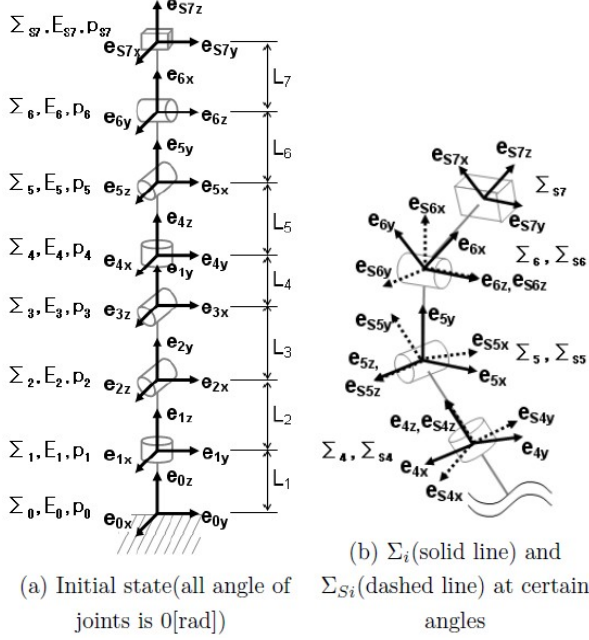 e_S7z
Σ_S7, E_S7, p_S7
e_S7x e_S7y
e_6x L_7
Σ_6, E_6, p_6
e_6y e_6z
e_5y L_6
Σ_5, E_5, p_5
e_5z e_5x
e_4z L_5
Σ_4, E_4, p_4
e_4x e_4y
e_1y L_4
Σ_3, E_3, p_3
e_3z e_3x
e_2y L_3
Σ_2, E_2, p_2
e_2z e_2x
e_1z L_2
Σ_1, E_1, p_1
e_1x e_1y
e_0z L_1
Σ_0, E_0, p_0
e_0x e_0y
(a) Initial state(all angle of
joints is 0[rad])
e_S7x e_S7z
Σ_S7
e_S7y
e_6y e_S6x
e_6x
Σ_6, Σ_S6
e_S6y e_6z, e_S6z
e_5y
e_S5y e_S5x
Σ_5, Σ_S5
e_5z,
e_S5z e_5x
e_4z, e_S4z e_S4y
Σ_4, Σ_S4
e_4y
e_4x
e_S4x
(b) Σ_i(solid line) and
Σ_Si(dashed line) at certain
angles